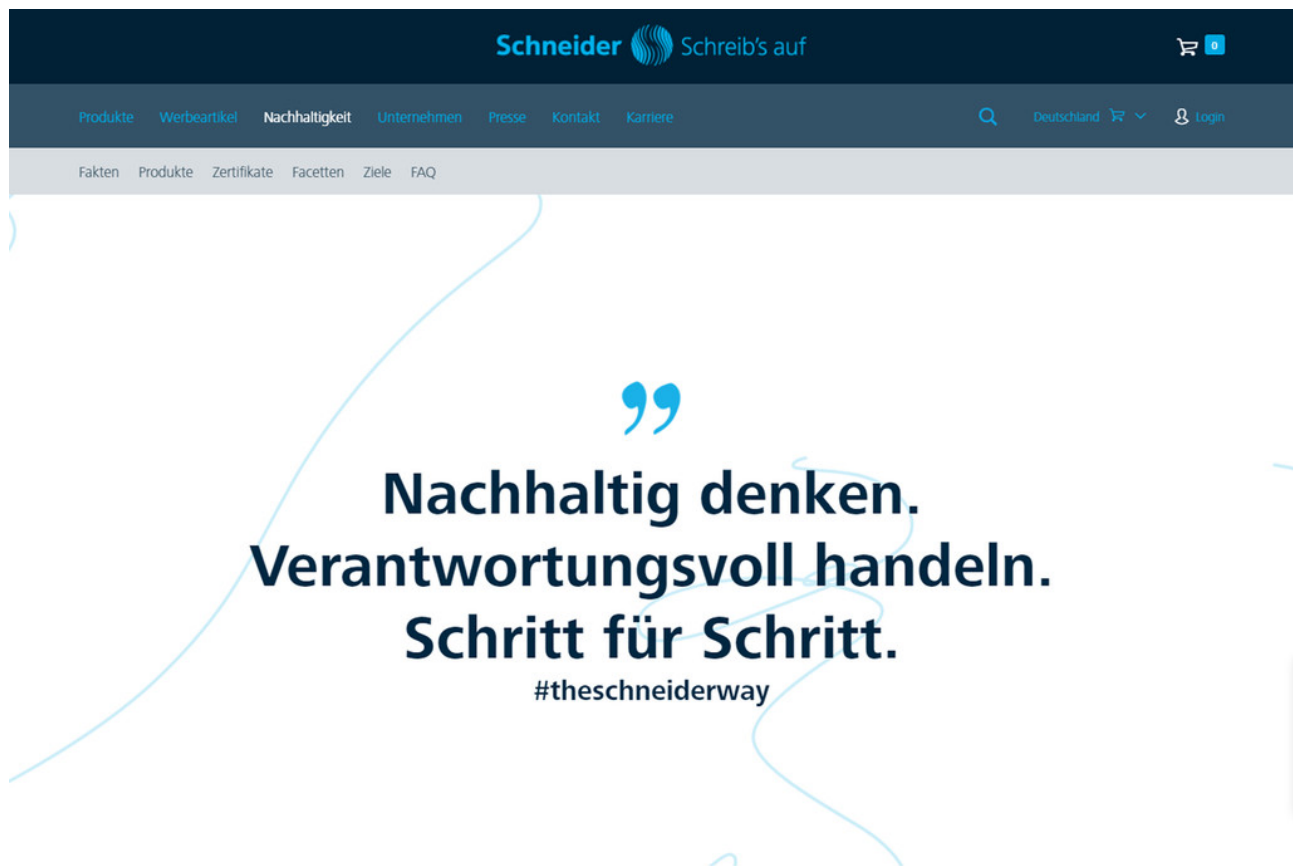 Schneider Schreib's auf
0
Produkte Werbeartikel Nachhaltigkeit Unternehmen Presse Kontakt Karriere Deutschland Login
Fakten Produkte Zertifikate Facetten Ziele FAQ
”
Nachhaltig denken.
Verantwortungsvoll handeln.
Schritt für Schritt.
#theschneiderway